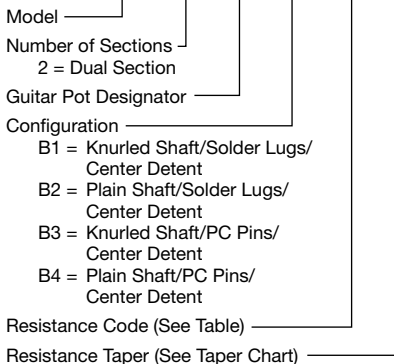 Model
Number of Sections
2 = Dual Section
Guitar Pot Designator
Configuration
B1 = Knurled Shaft/Solder Lugs/
Center Detent
B2 = Plain Shaft/Solder Lugs/
Center Detent
B3 = Knurled Shaft/PC Pins/
Center Detent
B4 = Plain Shaft/PC Pins/
Center Detent
Resistance Code (See Table)
Resistance Taper (See Taper Chart)